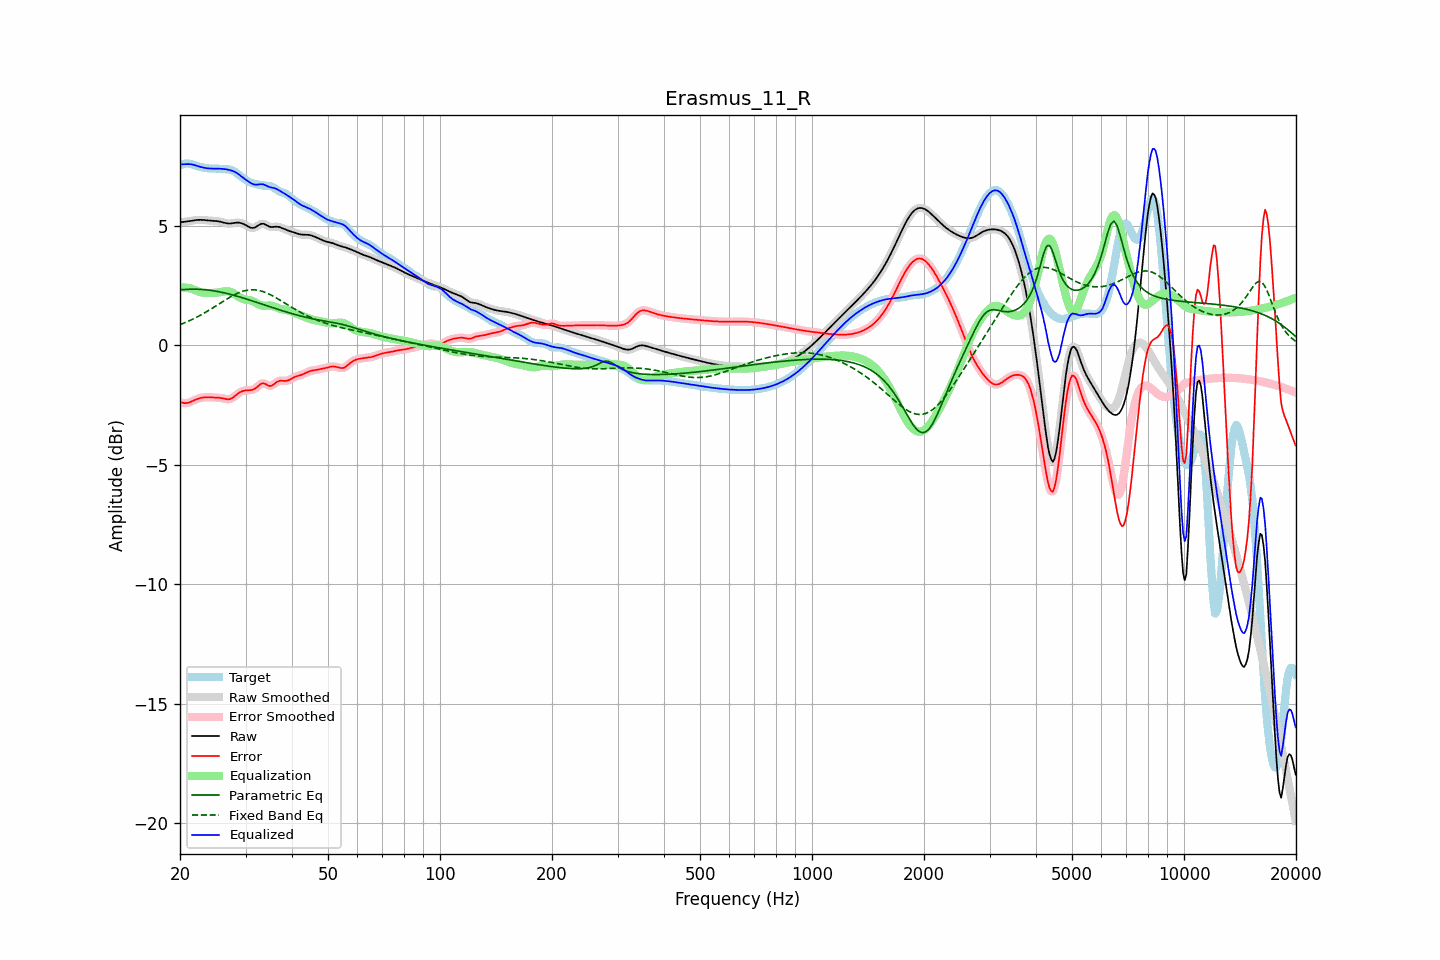 Erasmus_11_R
Amplitude (dBr)
5
0
−5
−10
−15
−20
Target
Raw Smoothed
Error Smoothed
Raw
Error
Equalization
Parametric Eq
Fixed Band Eq
Equalized
20 50 100 200 500 1000 2000 5000 10000 20000
Frequency (Hz)